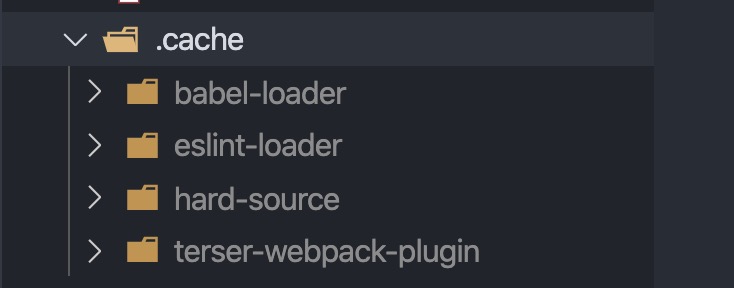 .cache
babel-loader
eslint-loader
hard-source
terser-webpack-plugin